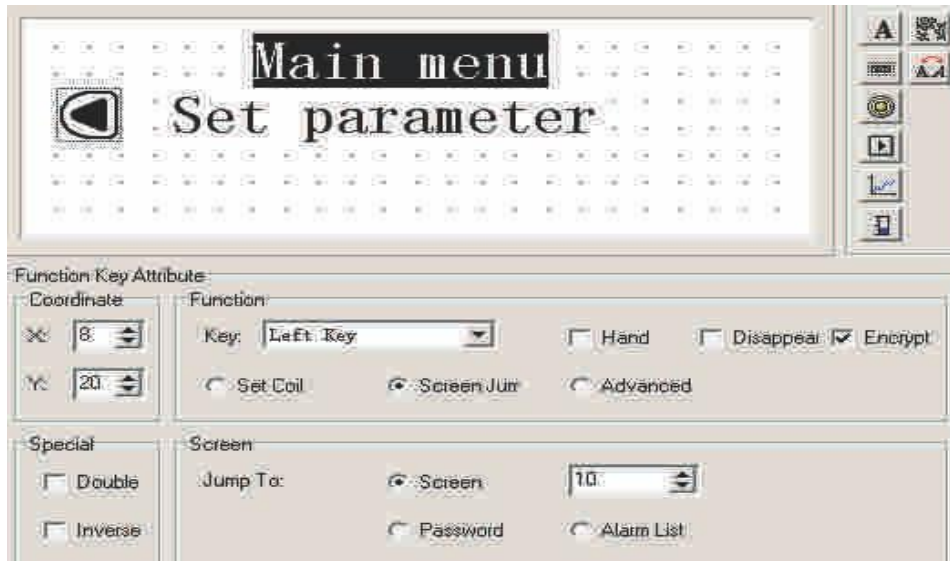 Main menu
Set parameter
A
A A
Function Key Attribute
Coordinate
Function
X: 8
Key: Left Key
Hand
Disappear
Encrypt
Y: 20
Set Coil
Screen Jum
Advanced
Special
Screen
Double
Jump To:
Screen
10
Inverse
Password
Alarm List